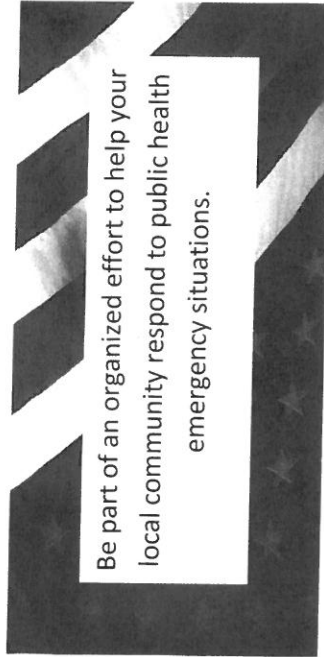 Be part of an organized effort to help your
local community respond to public health
emergency situations.